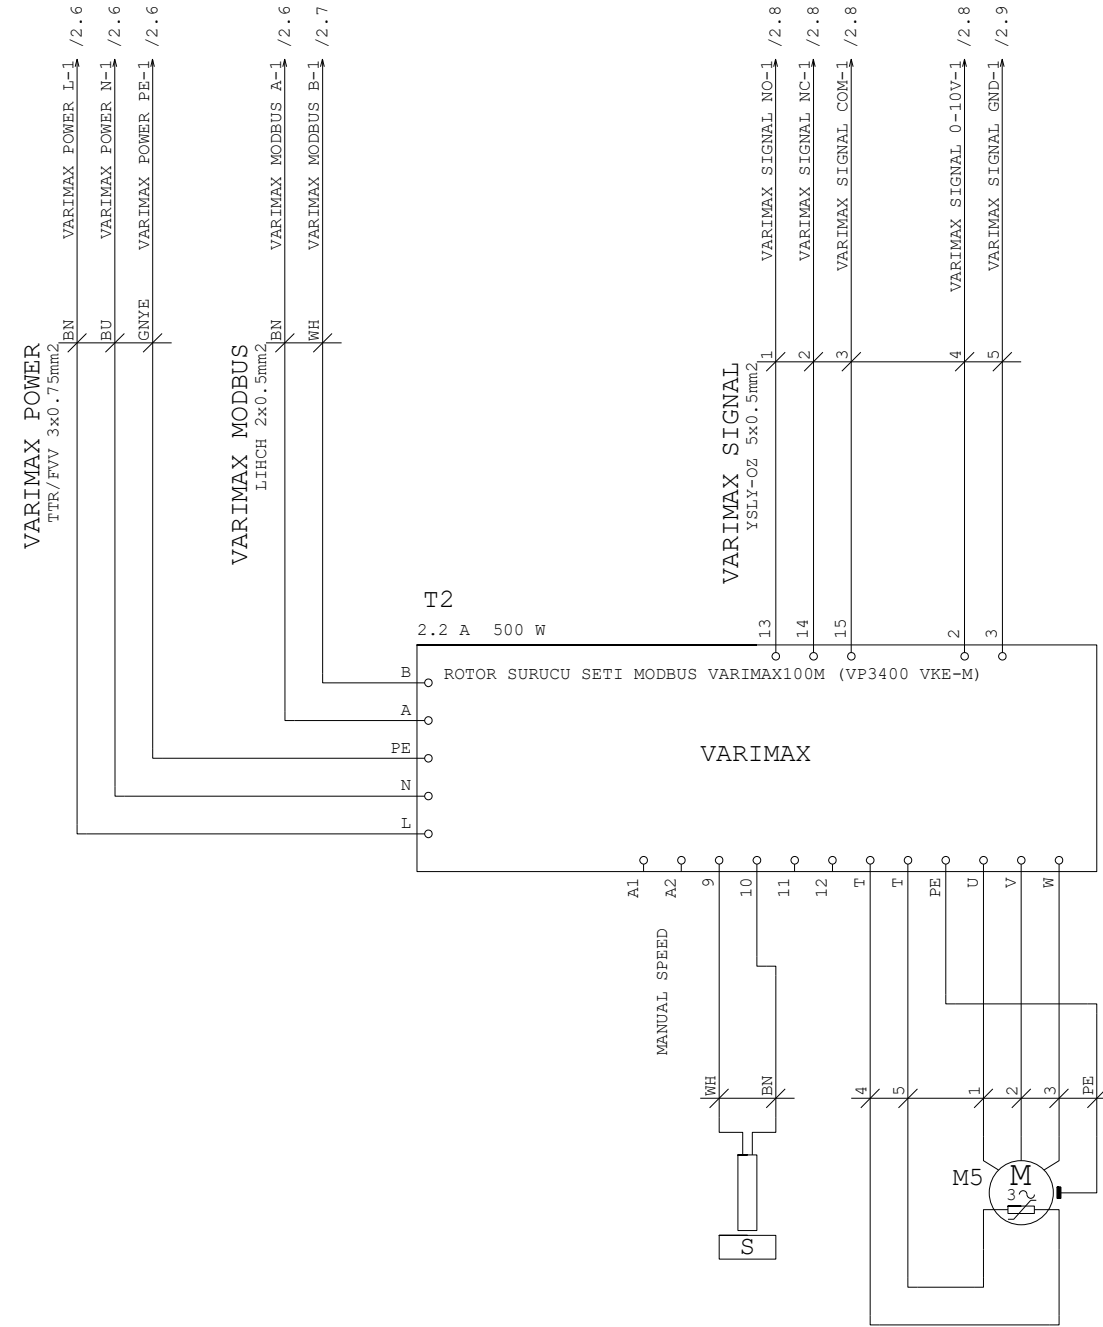 /2.6
/2.6
/2.6
/2.6
/2.7
/2.8
/2.8
/2.8
/2.8
/2.9
VARIMAX POWER L-1
VARIMAX POWER N-1
VARIMAX POWER PE-1
VARIMAX MODBUS A-1
VARIMAX MODBUS B-1
VARIMAX SIGNAL NO-1
VARIMAX SIGNAL NC-1
VARIMAX SIGNAL COM-1
VARIMAX SIGNAL 0-10V-1
VARIMAX SIGNAL GND-1
VARIMAX POWER
TTR/FVV 3x0.75mm2
BN
BU
GNYE
VARIMAX MODBUS
LIHCH 2x0.5mm2
BN
WH
VARIMAX SIGNAL
YSLY-OZ 5x0.5mm2
1
2
3
4
5
T2
2.2 A 500 W
13
14
15
2
3
B
ROTOR SURUCU SETI MODBUS VARIMAX100M (VP3400 VKE-M)
A
PE
VARIMAX
N
L
A1
A2
9
10
11
12
T
T
PE
U
V
W
MANUAL SPEED
WH
BN
4
5
1
2
3
PE
M5
M
3~
S